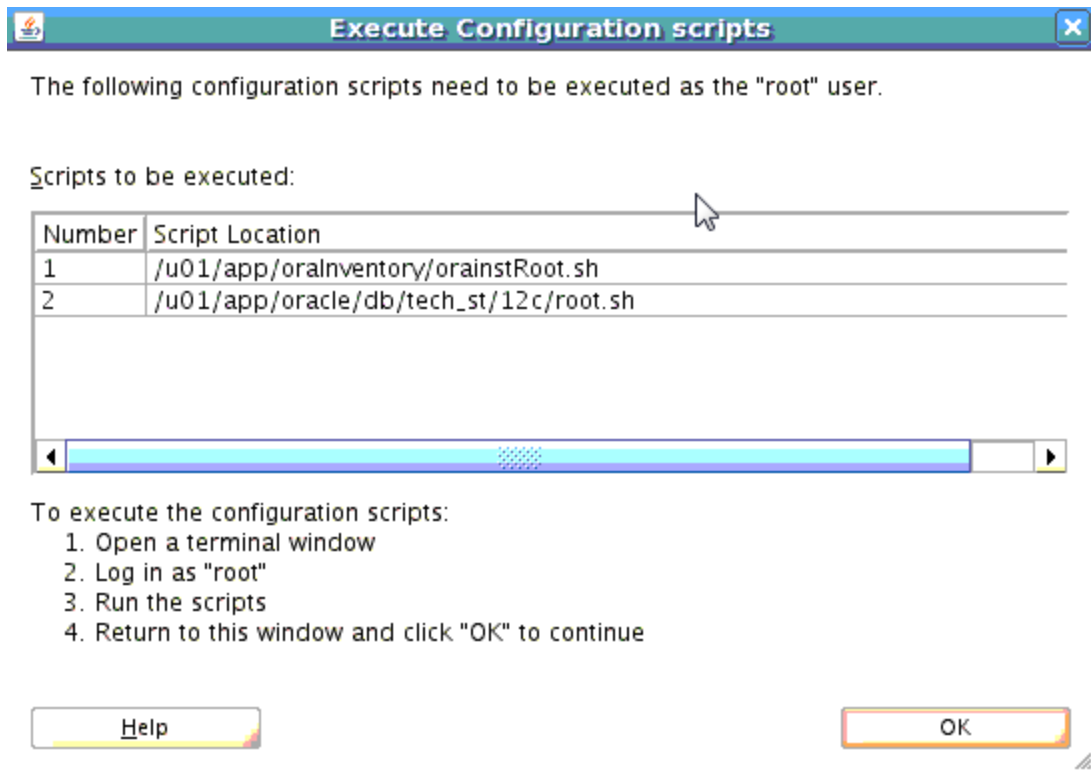 Execute Configuration scripts
The following configuration scripts need to be executed as the "root" user.
Scripts to be executed:
Number Script Location
1 /u01/app/oraInventory/orainstRoot.sh
2 /u01/app/oracle/db/tech_st/12c/root.sh
To execute the configuration scripts:
1. Open a terminal window
2. Log in as "root"
3. Run the scripts
4. Return to this window and click "OK" to continue
Help OK